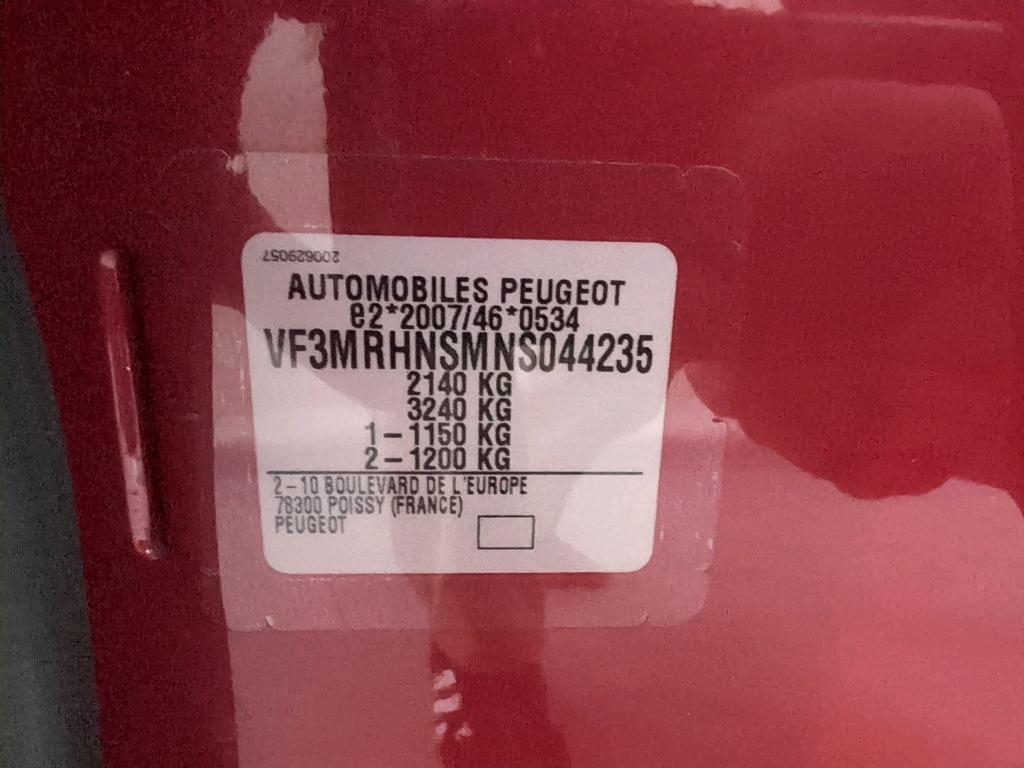 200629057
AUTOMOBILES PEUGEOT
e2*2007/46*0534
VF3MRHNSMNS044235
2140 KG
3240 KG
1-1150 KG
2-1200 KG
2-10 BOULEVARD DE L'EUROPE
78300 POISSY (FRANCE)
PEUGEOT